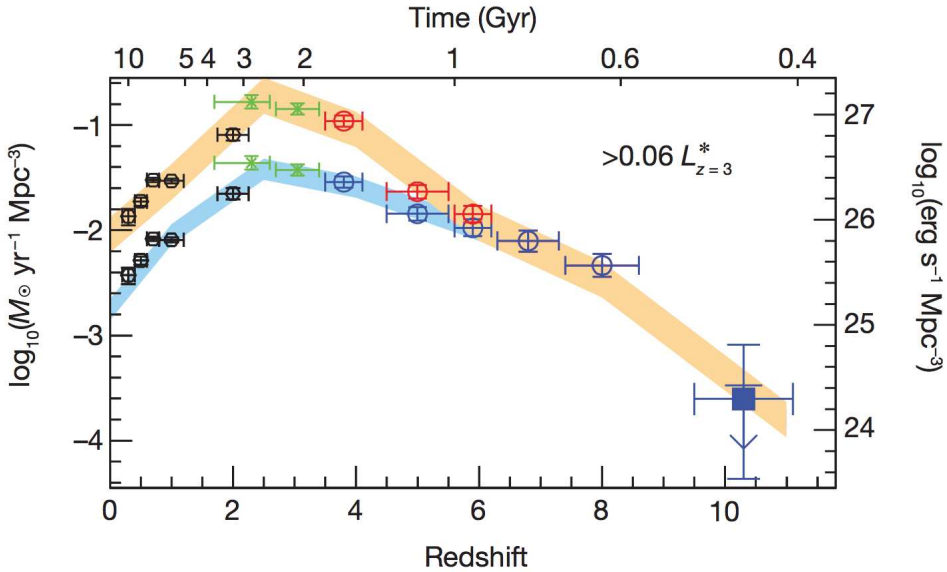 Time (Gyr)
10 5 4 3 2 1 0.6 0.4
log₁₀(M☉ yr⁻¹ Mpc⁻³)
−1
−2
−3
−4
>0.06 L*z=3
27
26
25
24
log₁₀(erg s⁻¹ Mpc⁻³)
0 2 4 6 8 10
Redshift